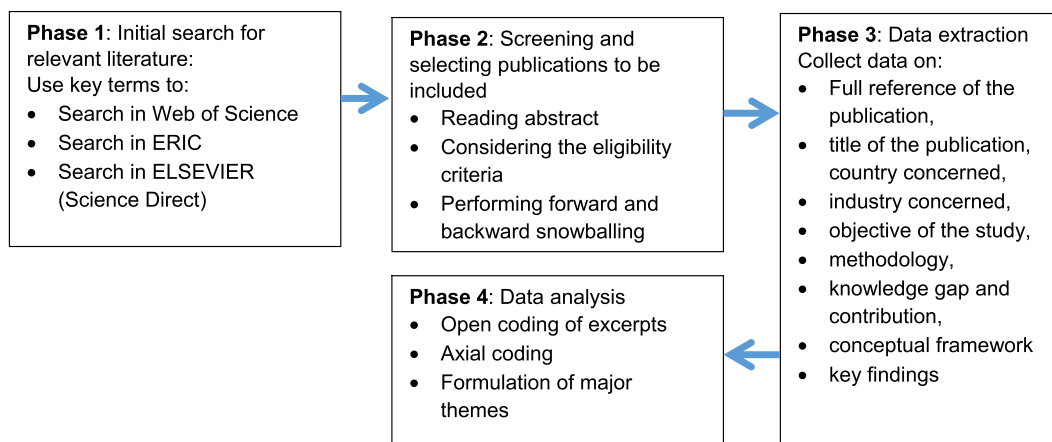 Phase 1: Initial search for
relevant literature:
Use key terms to:
• Search in Web of Science
• Search in ERIC
• Search in ELSEVIER
(Science Direct)
Phase 2: Screening and
selecting publications to be
included
• Reading abstract
• Considering the eligibility
criteria
• Performing forward and
backward snowballing
Phase 3: Data extraction
Collect data on:
• Full reference of the
publication,
• title of the publication,
country concerned,
• industry concerned,
• objective of the study,
• methodology,
• knowledge gap and
contribution,
• conceptual framework
• key findings
Phase 4: Data analysis
• Open coding of excerpts
• Axial coding
• Formulation of major
themes